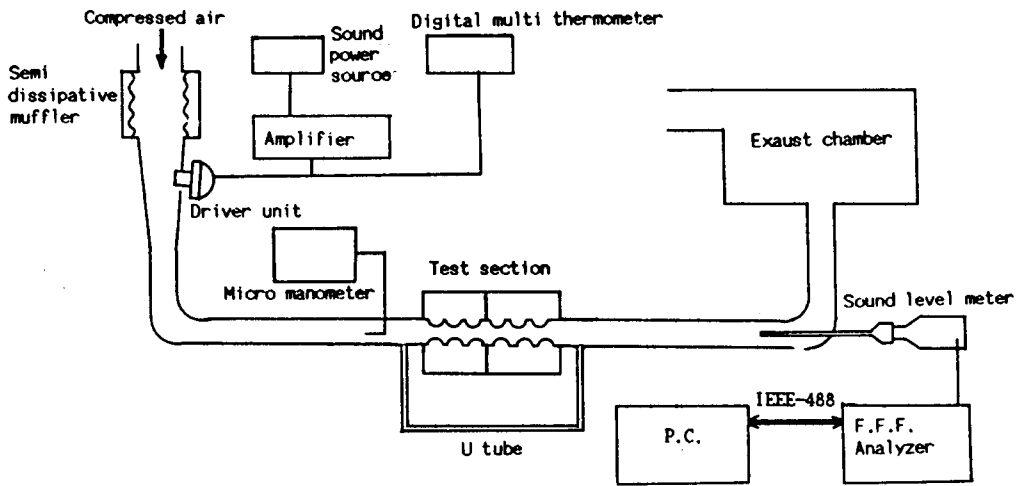 Compressed air
Digital multi thermometer
Sound
power
source
Semi
dissipative
muffler
Amplifier
Exaust chamber
Driver unit
Test section
Micro manometer
Sound level meter
IEEE-488
P.C.
F.F.F.
Analyzer
U tube